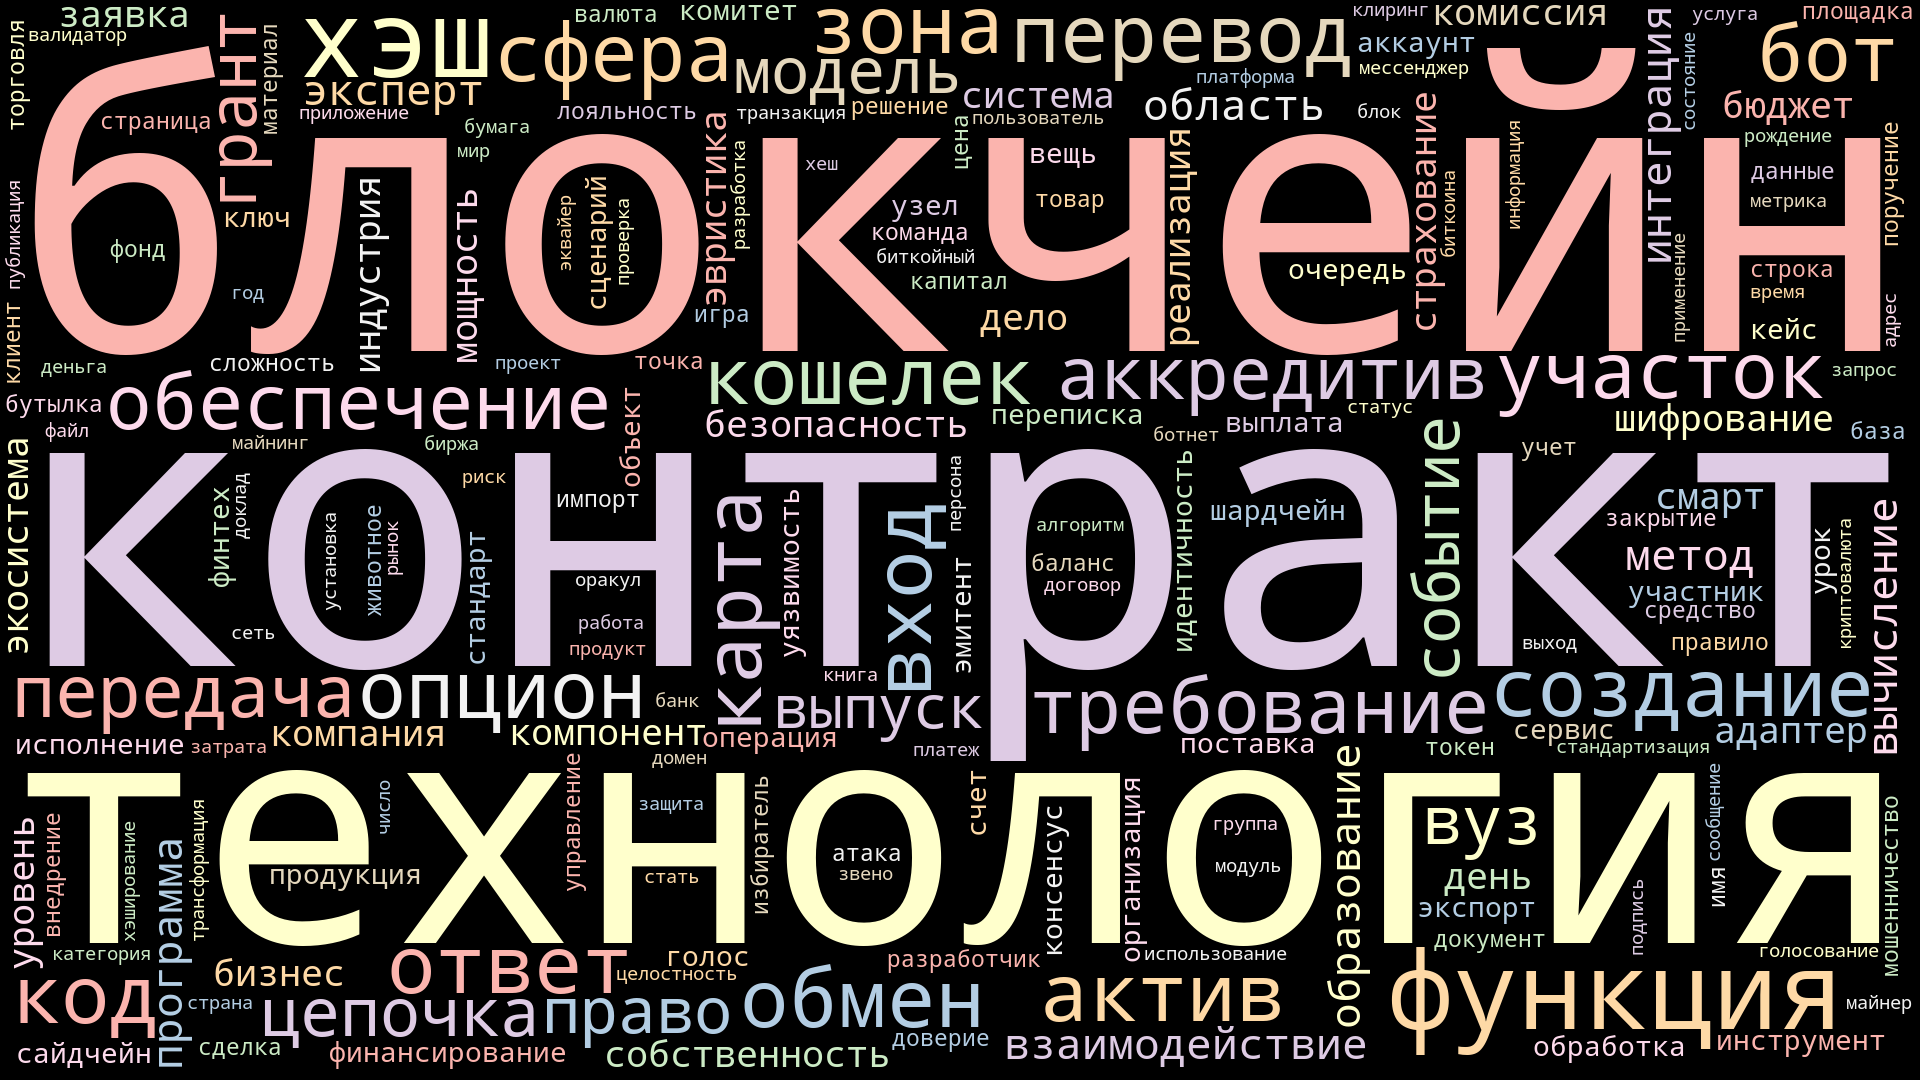 заявка
валидатор
торговля
грант
материал
хэш
сфера
валюта
комитет
зона
перевод
клиринг
комиссия
услуга
площадка
аккаунт
мессенджер
интеграция
состояние
бот
эксперт
приложение
модель
решение
система
платформа
область
блок
бюджет
страница
бумага
мир
лояльность
транзакция
пользователь
рождение
блокчейн
публикация
ключ
фонд
год
индустрия
мощность
эквайер
сценарий
проверка
эвристика
разработка
хеш
цена
вещь
товар
узел
команда
биткойный
капитал
реализация
очередь
страхование
биткоина
информация
применение
данные
метрика
поручение
строка
время
кейс
адрес
игра
дело
клиент
деньга
сложность
проект
точка
кошелек
аккредитив
участок
запрос
бутылка
обеспечение
объект
безопасность
переписка
выплата
статус
шифрование
файл
майнинг
биржа
ботнет
учет
база
экосистема
риск
контракт
финтех
доклад
установка
животное
рынок
стандарт
импорт
оракул
работа
продукт
сеть
карта
уязвимость
вход
персона
эмитент
алгоритм
баланс
договор
идентичность
шардчейн
событие
смарт
закрытие
метод
участник
средство
правило
выход
урок
криптовалюта
вычисление
передача
опцион
банк
книга
выпуск
требование
создание
исполнение
затрата
компания
компонент
операция
платеж
поставка
токен
сервис
стандартизация
адаптер
домен
технология
уровень
внедрение
хэширование
программа
трансформация
число
продукция
управление
защита
стать
избиратель
атака
звено
счет
консенсус
организация
группа
модуль
образование
вуз
день
экспорт
документ
подпись
имя
сообщение
мошенничество
категория
бизнес
ответ
голос
целостность
разработчик
использование
голосование
код
страна
цепочка
право
обмен
актив
функция
майнер
сайдчейн
сделка
финансирование
собственность
доверие
взаимодействие
обработка
инструмент